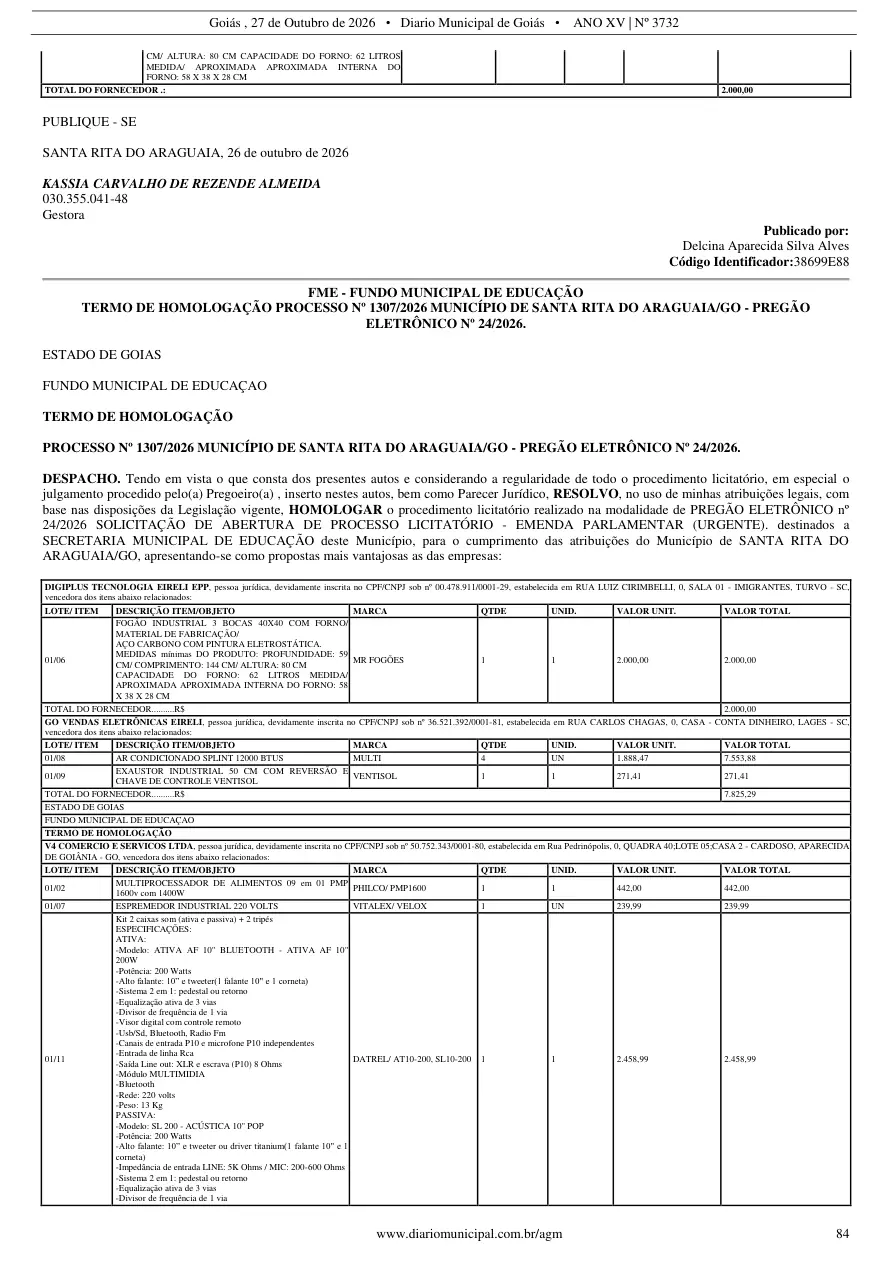 Goiás , 27 de Outubro de 2026 • Diario Municipal de Goiás • ANO XV | Nº 3732
CM/ ALTURA: 80 CM CAPACIDADE DO FORNO: 62 LITROS
MEDIDA/ APROXIMADA APROXIMADA INTERNA DO
FORNO: 58 X 38 X 28 CM
TOTAL DO FORNECEDOR .: 2.000,00
PUBLIQUE - SE
SANTA RITA DO ARAGUAIA, 26 de outubro de 2026
KASSIA CARVALHO DE REZENDE ALMEIDA
030.355.041-48
Gestora
Publicado por:
Delcina Aparecida Silva Alves
Código Identificador:38699E88
FME - FUNDO MUNICIPAL DE EDUCAÇÃO
TERMO DE HOMOLOGAÇÃO PROCESSO Nº 1307/2026 MUNICÍPIO DE SANTA RITA DO ARAGUAIA/GO - PREGÃO
ELETRÔNICO Nº 24/2026.
ESTADO DE GOIAS
FUNDO MUNICIPAL DE EDUCAÇAO
TERMO DE HOMOLOGAÇÃO
PROCESSO Nº 1307/2026 MUNICÍPIO DE SANTA RITA DO ARAGUAIA/GO - PREGÃO ELETRÔNICO Nº 24/2026.
DESPACHO. Tendo em vista o que consta dos presentes autos e considerando a regularidade de todo o procedimento licitatório, em especial o
julgamento procedido pelo(a) Pregoeiro(a) , inserto nestes autos, bem como Parecer Jurídico, RESOLVO, no uso de minhas atribuições legais, com
base nas disposições da Legislação vigente, HOMOLOGAR o procedimento licitatório realizado na modalidade de PREGÃO ELETRÔNICO nº
24/2026 SOLICITAÇÃO DE ABERTURA DE PROCESSO LICITATÓRIO - EMENDA PARLAMENTAR (URGENTE). destinados a
SECRETARIA MUNICIPAL DE EDUCAÇÃO deste Município, para o cumprimento das atribuições do Município de SANTA RITA DO
ARAGUAIA/GO, apresentando-se como propostas mais vantajosas as das empresas:
DIGIPLUS TECNOLOGIA EIRELI EPP, pessoa jurídica, devidamente inscrita no CPF/CNPJ sob nº 00.478.911/0001-29, estabelecida em RUA LUIZ CIRIMBELLI, 0, SALA 01 - IMIGRANTES, TURVO - SC,
vencedora dos itens abaixo relacionados:
LOTE/ ITEM DESCRIÇÃO ITEM/OBJETO MARCA QTDE UNID. VALOR UNIT. VALOR TOTAL
FOGÃO INDUSTRIAL 3 BOCAS 40X40 COM FORNO/
MATERIAL DE FABRICAÇÃO/
AÇO CARBONO COM PINTURA ELETROSTÁTICA.
MEDIDAS mínimas DO PRODUTO: PROFUNDIDADE: 59
01/06 CM/ COMPRIMENTO: 144 CM/ ALTURA: 80 CM MR FOGÕES 1 1 2.000,00 2.000,00
CAPACIDADE DO FORNO: 62 LITROS MEDIDA/
APROXIMADA APROXIMADA INTERNA DO FORNO: 58
X 38 X 28 CM
TOTAL DO FORNECEDOR..........R$ 2.000,00
GO VENDAS ELETRÔNICAS EIRELI, pessoa jurídica, devidamente inscrita no CPF/CNPJ sob nº 36.521.392/0001-81, estabelecida em RUA CARLOS CHAGAS, 0, CASA - CONTA DINHEIRO, LAGES - SC,
vencedora dos itens abaixo relacionados:
LOTE/ ITEM DESCRIÇÃO ITEM/OBJETO MARCA QTDE UNID. VALOR UNIT. VALOR TOTAL
01/08 AR CONDICIONADO SPLINT 12000 BTUS MULTI 4 UN 1.888,47 7.553,88
01/09 EXAUSTOR INDUSTRIAL 50 CM COM REVERSÃO E VENTISOL 1 1 271,41 271,41
CHAVE DE CONTROLE VENTISOL
TOTAL DO FORNECEDOR..........R$ 7.825,29
ESTADO DE GOIAS
FUNDO MUNICIPAL DE EDUCAÇAO
TERMO DE HOMOLOGAÇÃO
V4 COMERCIO E SERVICOS LTDA, pessoa jurídica, devidamente inscrita no CPF/CNPJ sob nº 50.752.343/0001-80, estabelecida em Rua Pedrinópolis, 0, QUADRA 40;LOTE 05;CASA 2 - CARDOSO, APARECIDA
DE GOIÂNIA - GO, vencedora dos itens abaixo relacionados:
LOTE/ ITEM DESCRIÇÃO ITEM/OBJETO MARCA QTDE UNID. VALOR UNIT. VALOR TOTAL
01/02 MULTIPROCESSADOR DE ALIMENTOS 09 em 01 PMP PHILCO/ PMP1600 1 1 442,00 442,00
1600v com 1400W
01/07 ESPREMEDOR INDUSTRIAL 220 VOLTS VITALEX/ VELOX 1 UN 239,99 239,99
Kit 2 caixas som (ativa e passiva) + 2 tripés
ESPECIFICAÇÕES:
ATIVA:
-Modelo: ATIVA AF 10" BLUETOOTH - ATIVA AF 10"
200W
-Potência: 200 Watts
-Alto falante: 10" e tweeter(1 falante 10" e 1 corneta)
-Sistema 2 em 1: pedestal ou retorno
-Equalização ativa de 3 vias
-Divisor de frequência de 1 via
-Visor digital com controle remoto
-Usb/Sd, Bluetooth, Radio Fm
-Canais de entrada P10 e microfone P10 independentes
-Entrada de linha Rca
01/11 -Saída Line out: XLR e escrava (P10) 8 Ohms DATREL/ AT10-200, SL10-200 1 1 2.458,99 2.458,99
-Módulo MULTIMIDIA
-Bluetooth
-Rede: 220 volts
-Peso: 13 Kg
PASSIVA:
-Modelo: SL 200 - ACÚSTICA 10" POP
-Potência: 200 Watts
-Alto falante: 10" e tweeter ou driver titanium(1 falante 10" e 1
corneta)
-Impedância de entrada LINE: 5K Ohms / MIC: 200-600 Ohms
-Sistema 2 em 1: pedestal ou retorno
-Equalização ativa de 3 vias
-Divisor de frequência de 1 via
www.diariomunicipal.com.br/agm 84